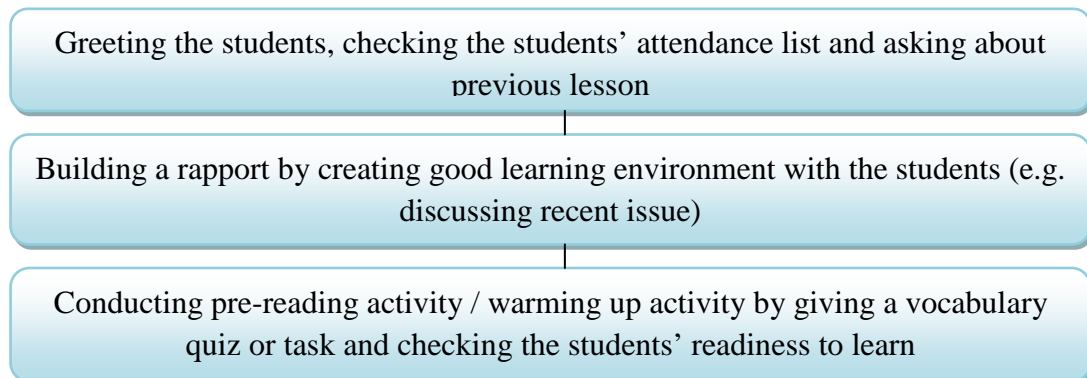 Greeting the students, checking the students’ attendance list and asking about
previous lesson
Building a rapport by creating good learning environment with the students (e.g.
discussing recent issue)
Conducting pre-reading activity / warming up activity by giving a vocabulary
quiz or task and checking the students’ readiness to learn